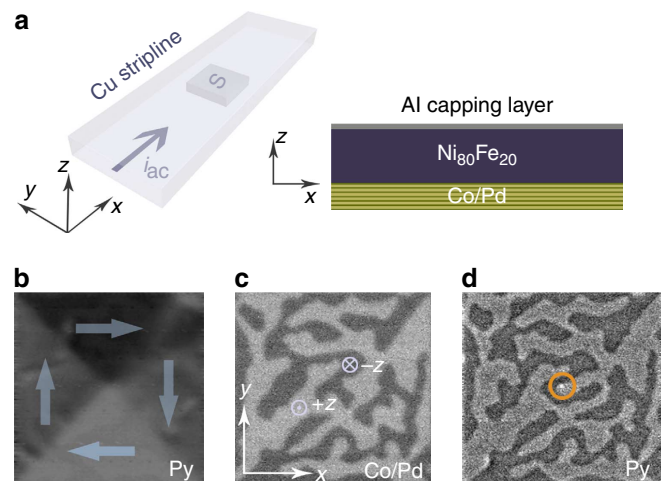 a
Cu stripline
S
i_ac
z
y
x
Al capping layer
z
x
Ni80Fe20
Co/Pd
b
Py
c
−z
+z
y
x
Co/Pd
d
Py